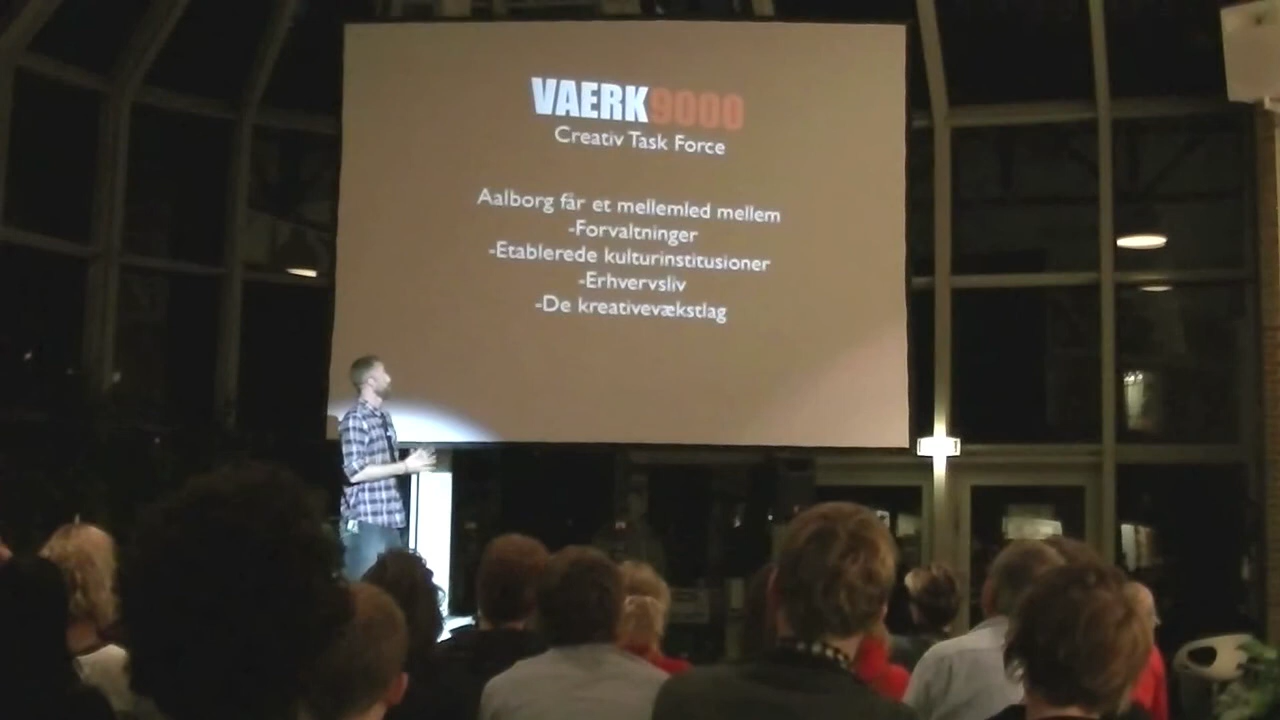 VAERK9000
Creativ Task Force
Aalborg får et mellemled mellem
-Forvaltninger
-Etablerede kulturinstitusioner
-Erhvervsliv
-De kreativevækstlag